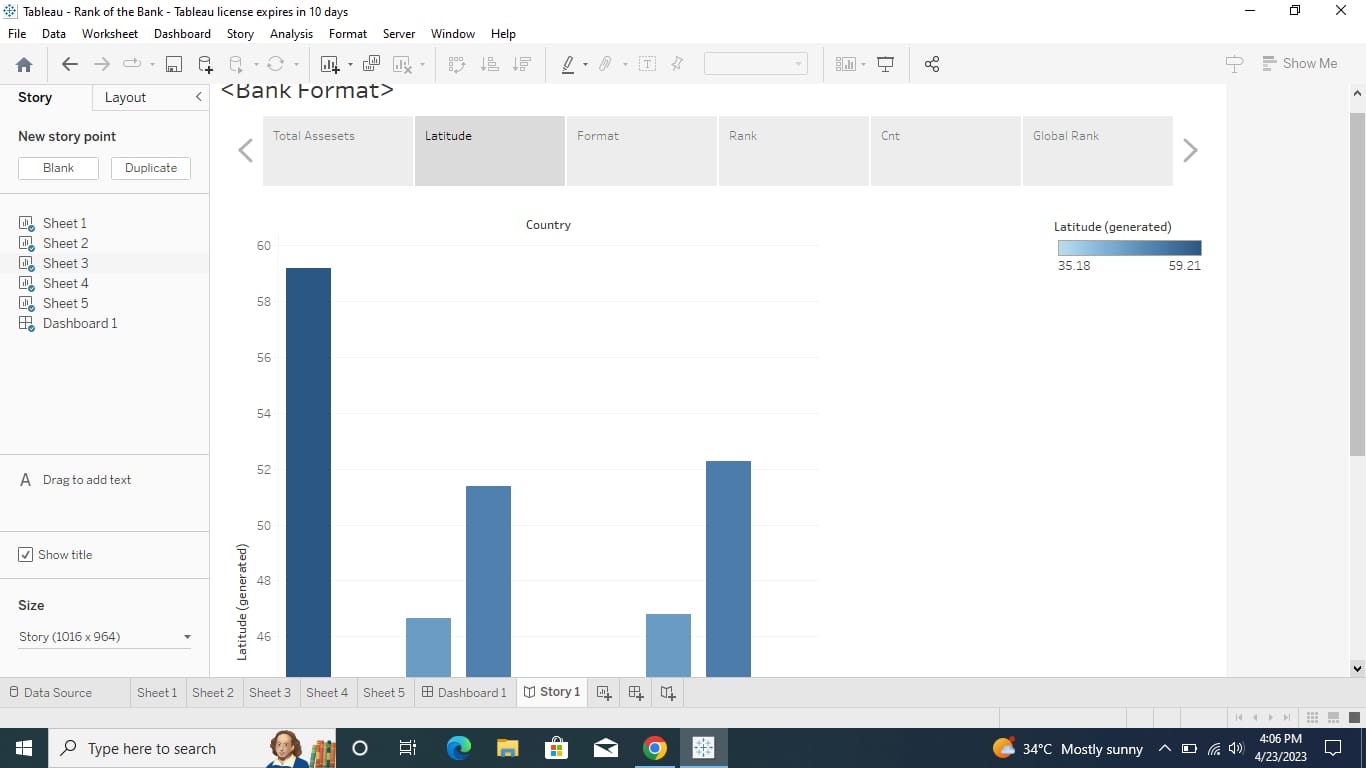 Tableau - Rank of the Bank - Tableau license expires in 10 days
File Data Worksheet Dashboard Story Analysis Format Server Window Help
Show Me
Story Layout
New story point
Blank Duplicate
Sheet 1
Sheet 2
Sheet 3
Sheet 4
Sheet 5
Dashboard 1
A Drag to add text
Show title
Size
Story (1016 x 964)
<Bank Format>
Total Assesets Latitude Format Rank Cnt Global Rank
Country
60
58
56
54
52
50
48
46
Latitude (generated)
Latitude (generated)
35.18 59.21
Data Source Sheet 1 Sheet 2 Sheet 3 Sheet 4 Sheet 5 Dashboard 1 Story 1
Type here to search
34°C Mostly sunny
4:06 PM
4/23/2023